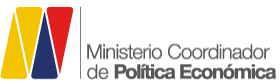 Ministerio Coordinador
de Política Económica